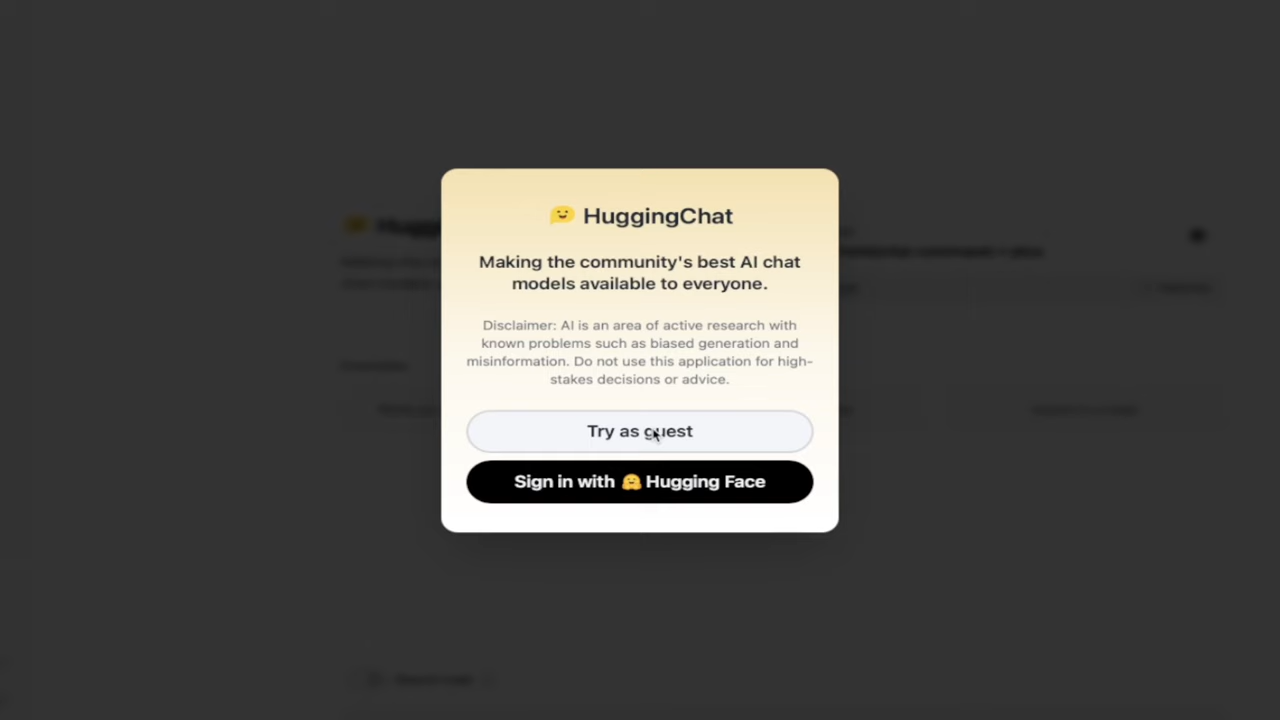 HuggingChat
Making the community's best AI chat
models available to everyone.
Disclaimer: AI is an area of active research with
known problems such as biased generation and
misinformation. Do not use this application for high-
stakes decisions or advice.
Try as guest
Sign in with 🤗 Hugging Face